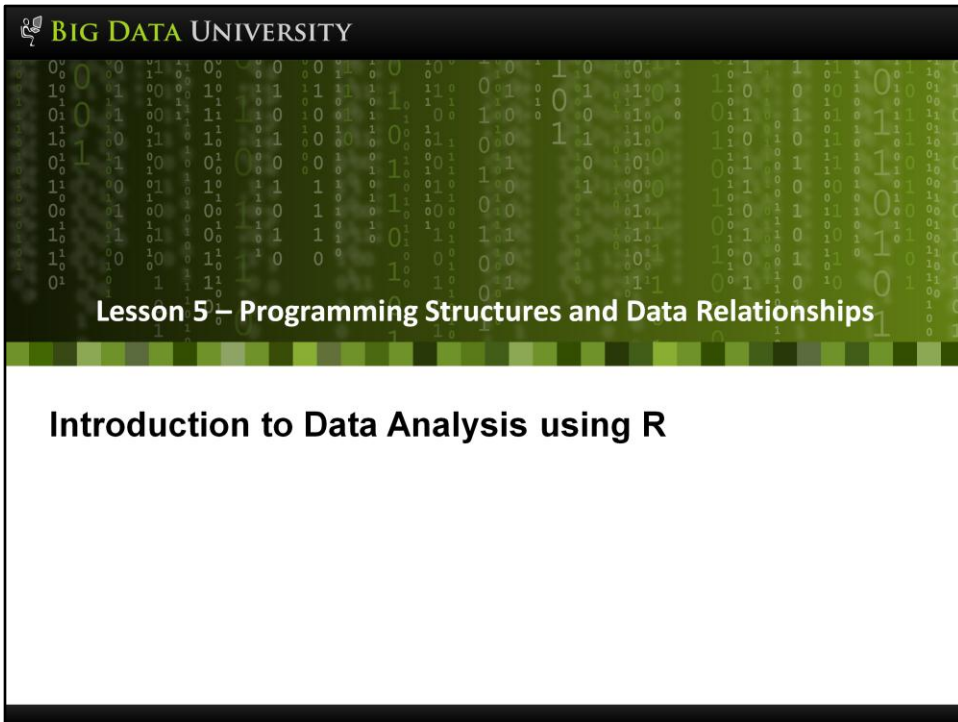 BIG DATA UNIVERSITY
Lesson 5 – Programming Structures and Data Relationships
Introduction to Data Analysis using R